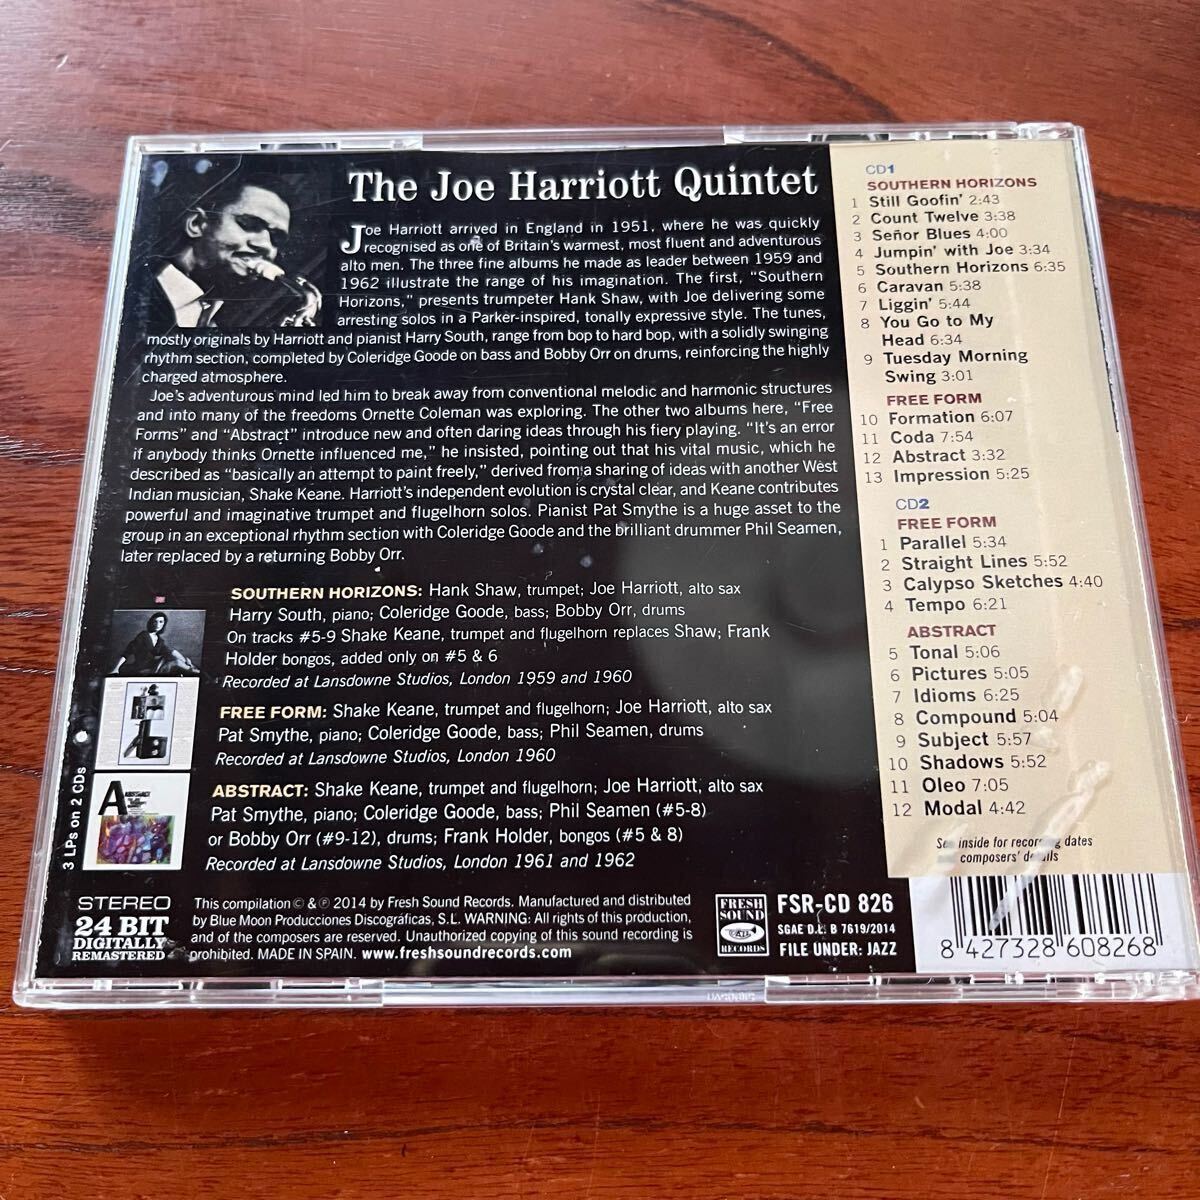 The Joe Harriott Quintet
Joe Harriott arrived in England in 1951, where he was quickly
recognised as one of Britain's warmest, most fluent and adventurous
alto men. The three fine albums he made as leader between 1959 and
1962 illustrate the range of his imagination. The first, "Southern
Horizons," presents trumpeter Hank Shaw, with Joe delivering some
arresting solos in a Parker-inspired, tonally expressive style. The tunes,
mostly originals by Harriott and pianist Harry South, range from bop to hard bop, with a solidly swinging
rhythm section, completed by Coleridge Goode on bass and Bobby Orr on drums, reinforcing the highly
charged atmosphere.
Joe's adventurous mind led him to break away from conventional melodic and harmonic structures
and into many of the freedoms Ornette Coleman was exploring. The other two albums here, "Free
Forms" and "Abstract" introduce new and often daring ideas through his fiery playing. "It's an error
if anybody thinks Ornette influenced me," he insisted, pointing out that his vital music, which he
described as "basically an attempt to paint freely," derived from a sharing of ideas with another West
Indian musician, Shake Keane. Harriott's independent evolution is crystal clear, and Keane contributes
powerful and imaginative trumpet and flugelhorn solos. Pianist Pat Smythe is a huge asset to the
group in an exceptional rhythm section with Coleridge Goode and the brilliant drummer Phil Seamen,
later replaced by a returning Bobby Orr.
SOUTHERN HORIZONS: Hank Shaw, trumpet; Joe Harriott, alto sax
Harry South, piano; Coleridge Goode, bass; Bobby Orr, drums
On tracks #5-9 Shake Keane, trumpet and flugelhorn replaces Shaw; Frank
Holder bongos, added only on #5 & 6
Recorded at Lansdowne Studios, London 1959 and 1960
FREE FORM: Shake Keane, trumpet and flugelhorn; Joe Harriott, alto sax
Pat Smythe, piano; Coleridge Goode, bass; Phil Seamen, drums
Recorded at Lansdowne Studios, London 1960
ABSTRACT: Shake Keane, trumpet and flugelhorn; Joe Harriott, alto sax
Pat Smythe, piano; Coleridge Goode, bass; Phil Seamen (#5-8)
or Bobby Orr (#9-12), drums; Frank Holder, bongos (#5 & 8)
Recorded at Lansdowne Studios, London 1961 and 1962
3 LPs on 2 CDs
A
STEREO
24 BIT
DIGITALLY
REMASTERED
This compilation © & ℗ 2014 by Fresh Sound Records. Manufactured and distributed
by Blue Moon Producciones Discográficas, S.L. WARNING: All rights of this production,
and of the composers are reserved. Unauthorized copying of this sound recording is
prohibited. MADE IN SPAIN. www.freshsoundrecords.com
FRESH
SOUND
RECORDS
FSR-CD 826
SGAE D.L. B 7619/2014
FILE UNDER: JAZZ
CD1
SOUTHERN HORIZONS
1 Still Goofin' 2:43
2 Count Twelve 3:38
3 Señor Blues 4:00
4 Jumpin' with Joe 3:34
5 Southern Horizons 6:35
6 Caravan 5:38
7 Liggin' 5:44
8 You Go to My
Head 6:34
9 Tuesday Morning
Swing 3:01
FREE FORM
10 Formation 6:07
11 Coda 7:54
12 Abstract 3:32
13 Impression 5:25
CD2
FREE FORM
1 Parallel 5:34
2 Straight Lines 5:52
3 Calypso Sketches 4:40
4 Tempo 6:21
ABSTRACT
5 Tonal 5:06
6 Pictures 5:05
7 Idioms 6:25
8 Compound 5:04
9 Subject 5:57
10 Shadows 5:52
11 Oleo 7:05
12 Modal 4:42
See inside for recording dates
composers' details
8 427328 608268